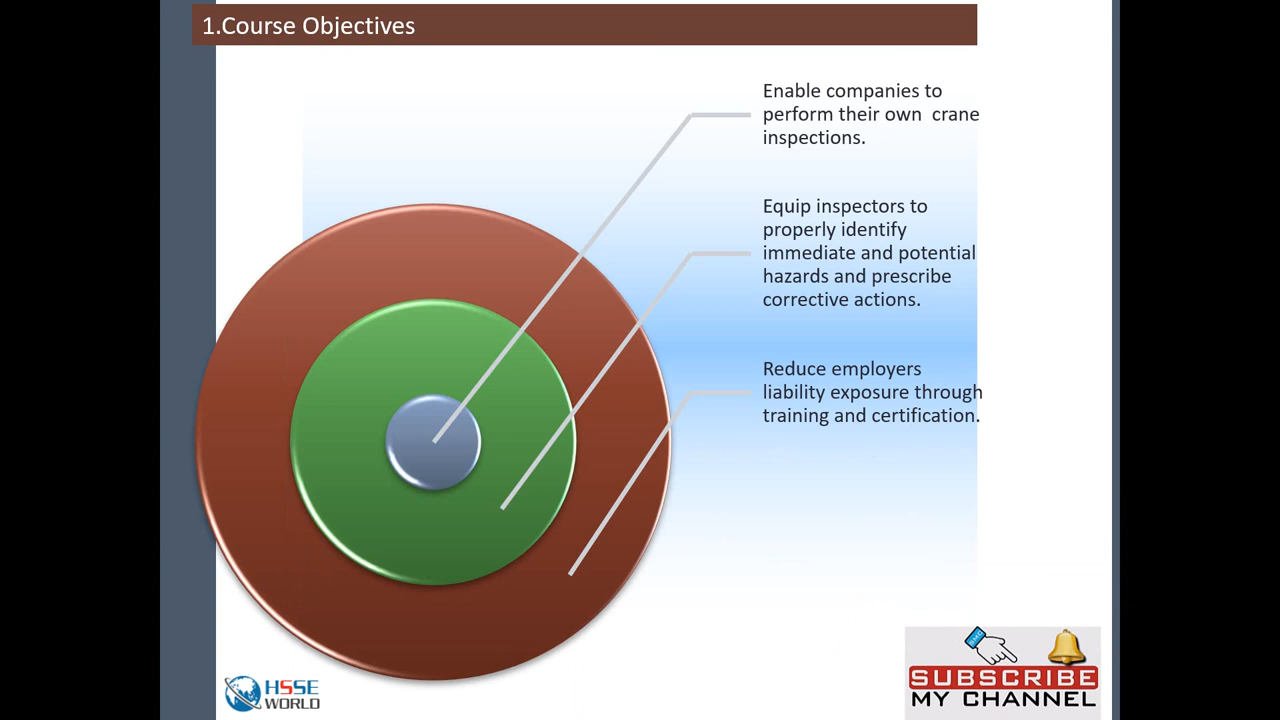 1.Course Objectives
Enable companies to
perform their own  crane
inspections.
Equip inspectors to
properly identify
immediate and potential
hazards and prescribe
corrective actions.
Reduce employers
liability exposure through
training and certification.
HSSE
WORLD
SUBSCRIBE
MY CHANNEL